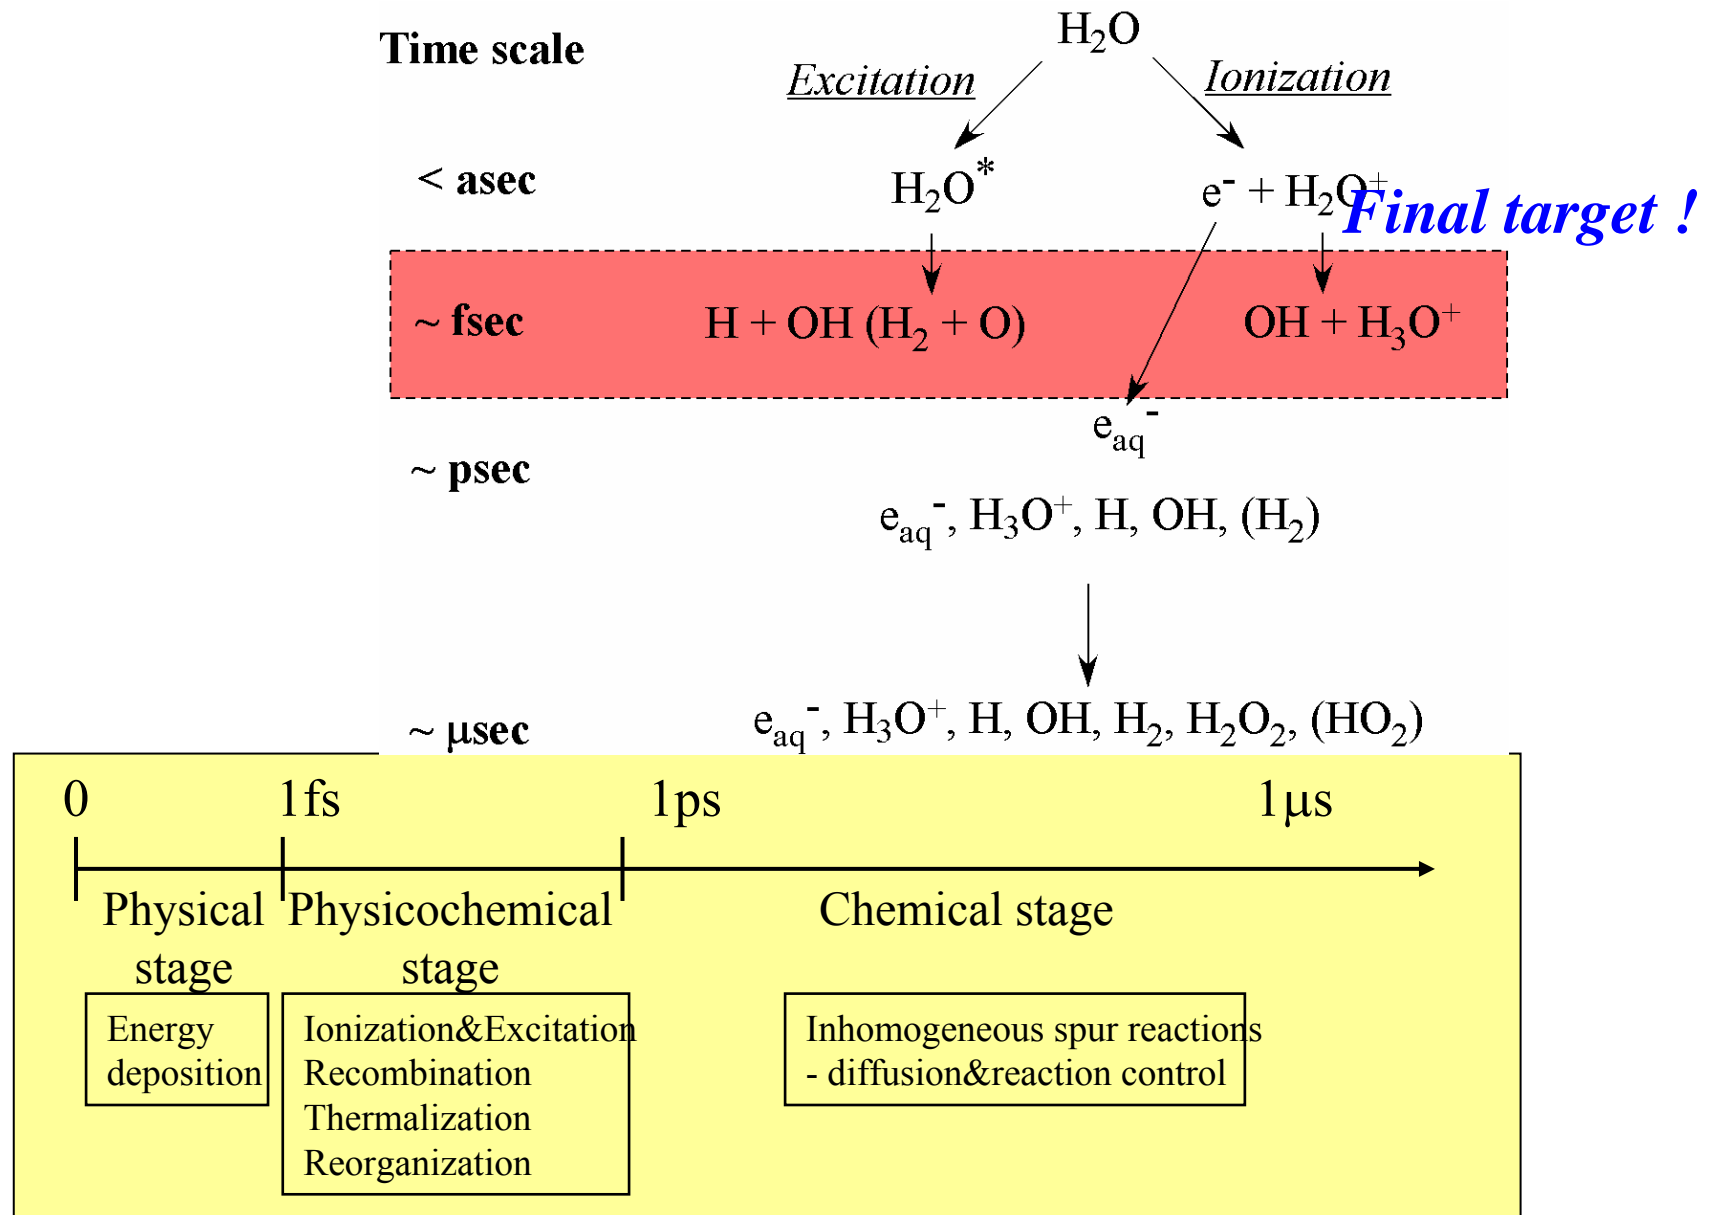 H₂O
Time scale
Excitation
Ionization
< asec
H₂O*
e⁻ + H₂O⁺
Final target !
~ fsec
H + OH (H₂ + O)
OH + H₃O⁺
eaq⁻
~ psec
eaq⁻, H₃O⁺, H, OH, (H₂)
~ μsec
eaq⁻, H₃O⁺, H, OH, H₂, H₂O₂, (HO₂)
0 1fs 1ps 1μs
Physical
stage
Physicochemical
stage
Chemical stage
Energy
deposition
Ionization&Excitation
Recombination
Thermalization
Reorganization
Inhomogeneous spur reactions
- diffusion&reaction control